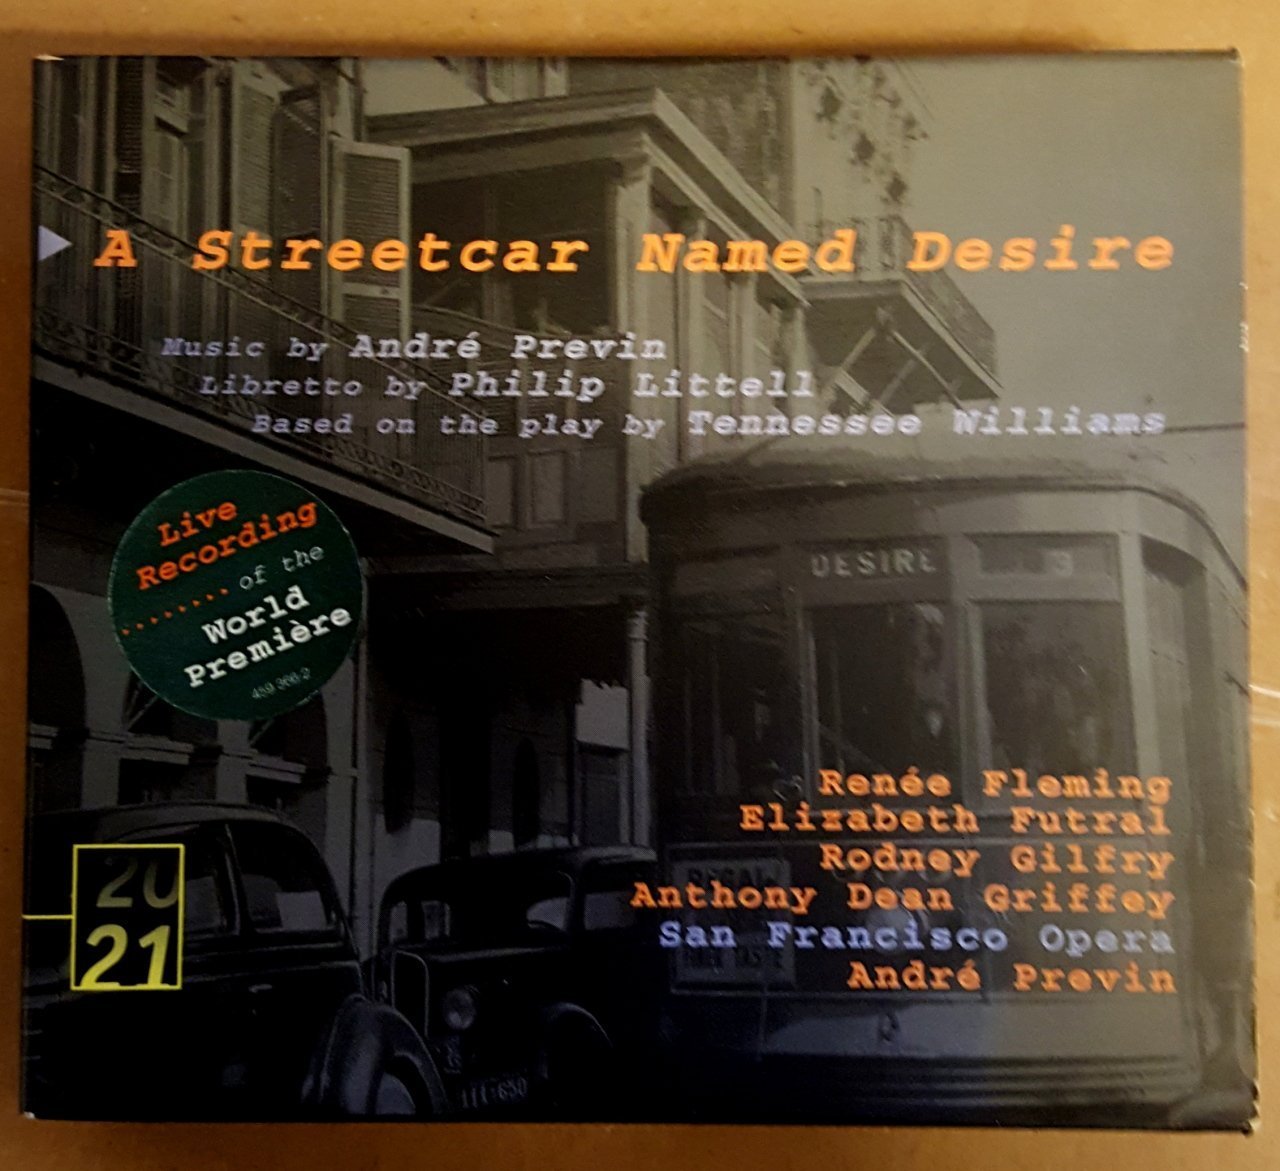 A Streetcar Named Desire
Music by André Previn
Libretto by Philip Littell
Based on the play by Tennessee Williams
Live
Recording
........ of the
World
Première
DESIRE
Renée Fleming
Elizabeth Futral
Rodney Gilfry
Anthony Dean Griffey
San Francisco Opera
André Previn
20
21